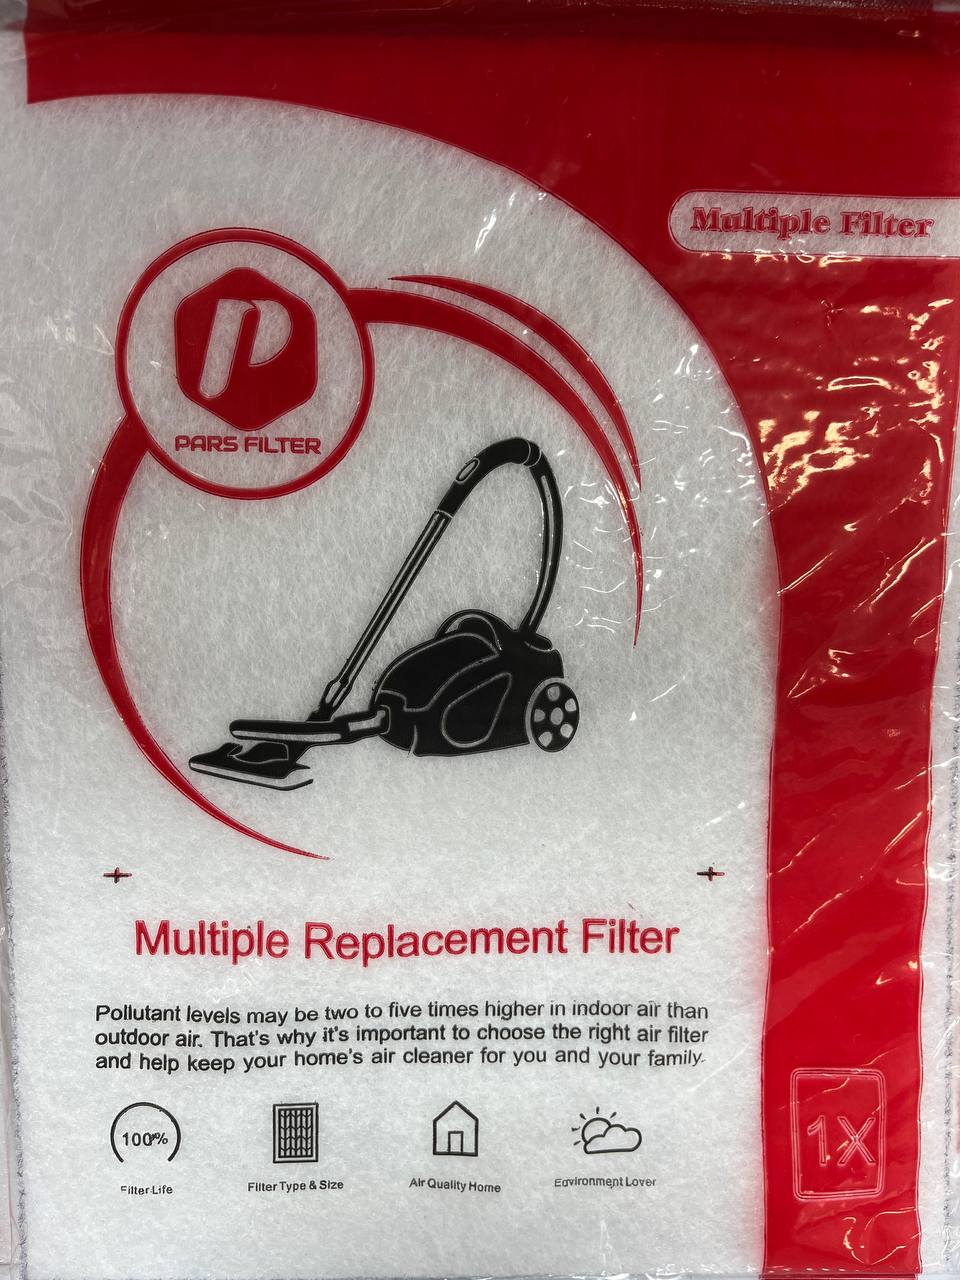 Multiple Filter
P
PARS FILTER
Multiple Replacement Filter
Pollutant levels may be two to five times higher in indoor air than
outdoor air. That's why it's important to choose the right air filter
and help keep your home's air cleaner for you and your family.
100%
Filter Life
Filter Type & Size
Air Quality Home
Environment Lover
1X